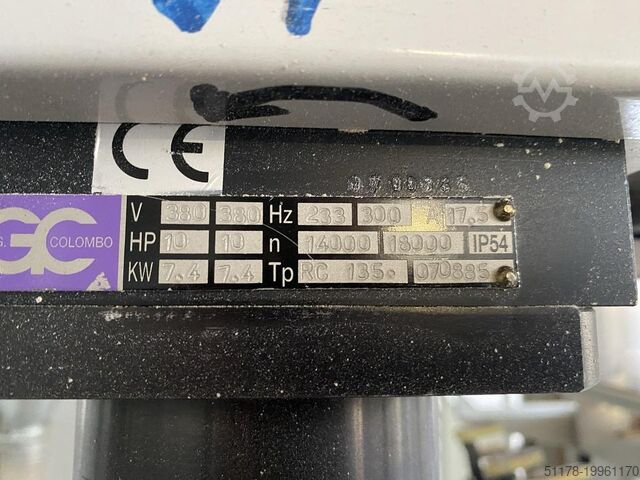 CE
V 380 380 Hz 233 300 A 17.5
G. GC COLOMBO
HP 10 10 n 14000 18000 IP54
KW 7.4 7.4 Tp RC 135. 070885
51178-19961170